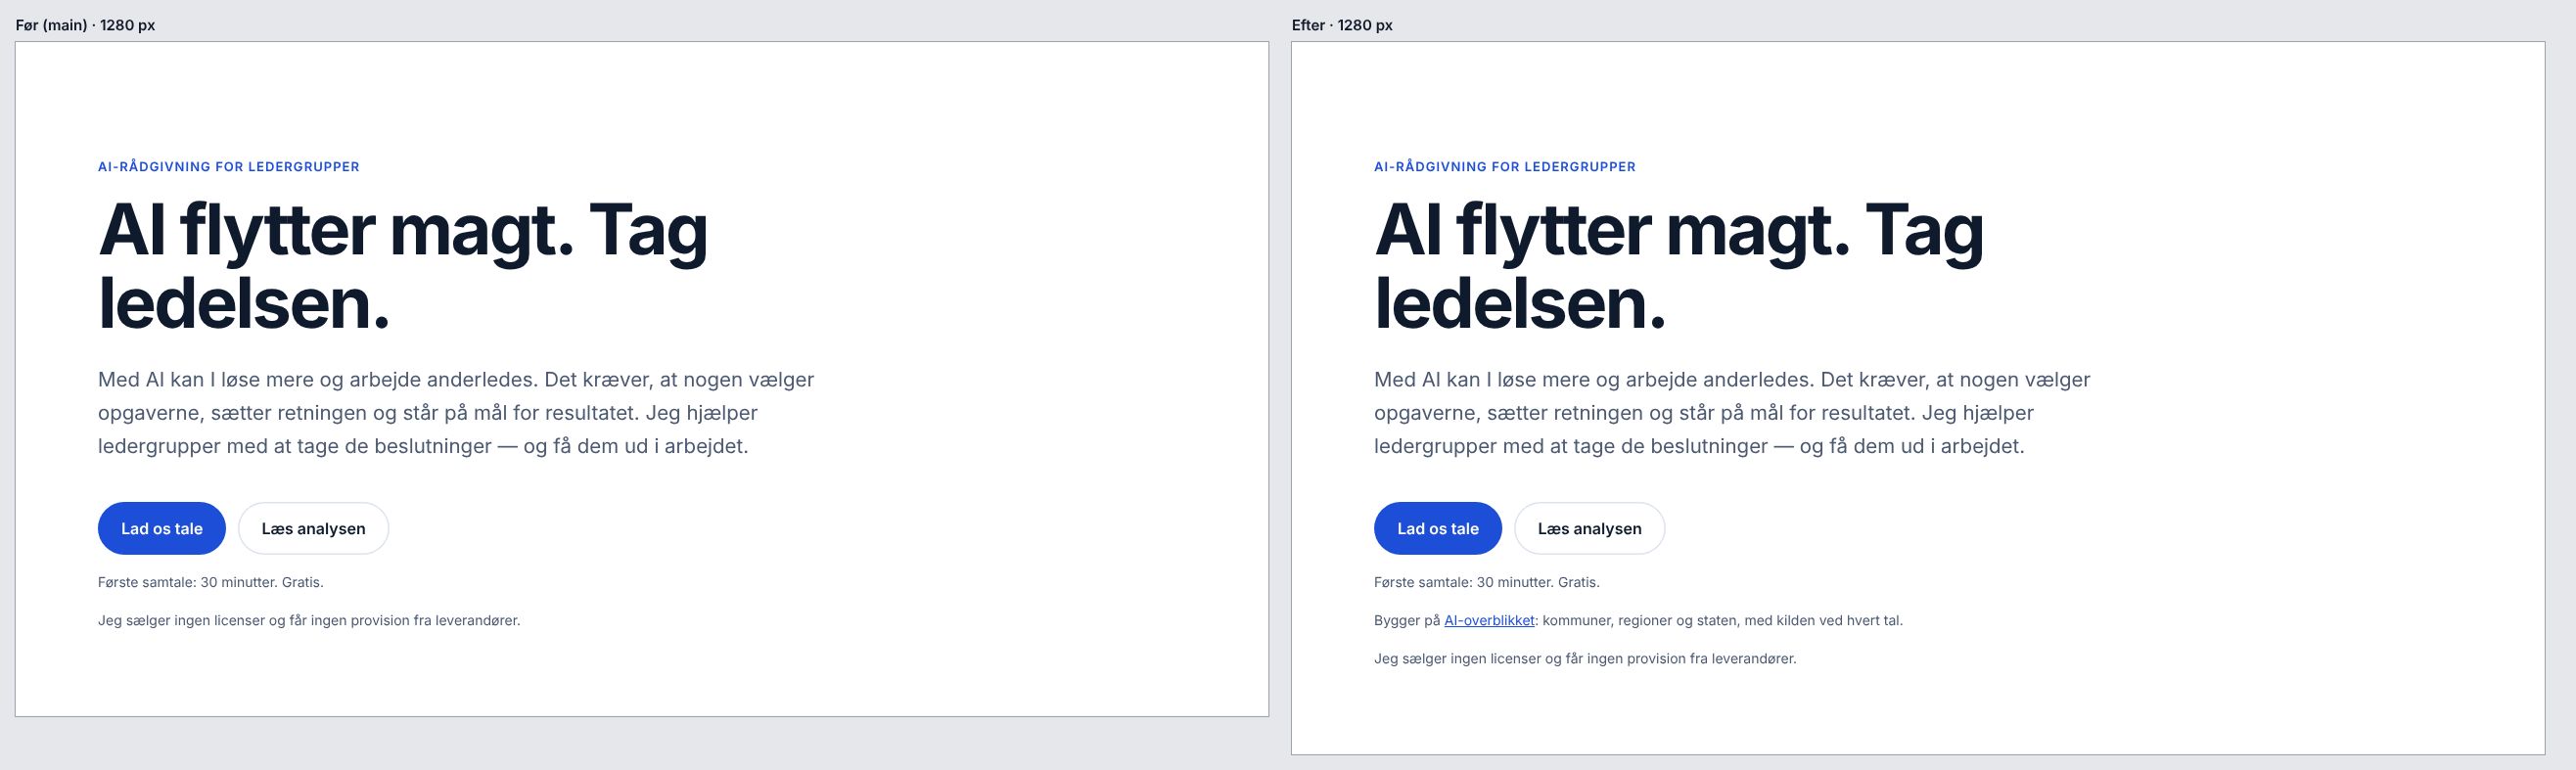 Før (main) · 1280 px
AI-RÅDGIVNING FOR LEDERGRUPPER
AI flytter magt. Tag
ledelsen.
Med AI kan I løse mere og arbejde anderledes. Det kræver, at nogen vælger
opgaverne, sætter retningen og står på mål for resultatet. Jeg hjælper
ledergrupper med at tage de beslutninger — og få dem ud i arbejdet.
Lad os tale
Læs analysen
Første samtale: 30 minutter. Gratis.
Jeg sælger ingen licenser og får ingen provision fra leverandører.
Efter · 1280 px
AI-RÅDGIVNING FOR LEDERGRUPPER
AI flytter magt. Tag
ledelsen.
Med AI kan I løse mere og arbejde anderledes. Det kræver, at nogen vælger
opgaverne, sætter retningen og står på mål for resultatet. Jeg hjælper
ledergrupper med at tage de beslutninger — og få dem ud i arbejdet.
Lad os tale
Læs analysen
Første samtale: 30 minutter. Gratis.
Bygger på AI-overblikket: kommuner, regioner og staten, med kilden ved hvert tal.
Jeg sælger ingen licenser og får ingen provision fra leverandører.